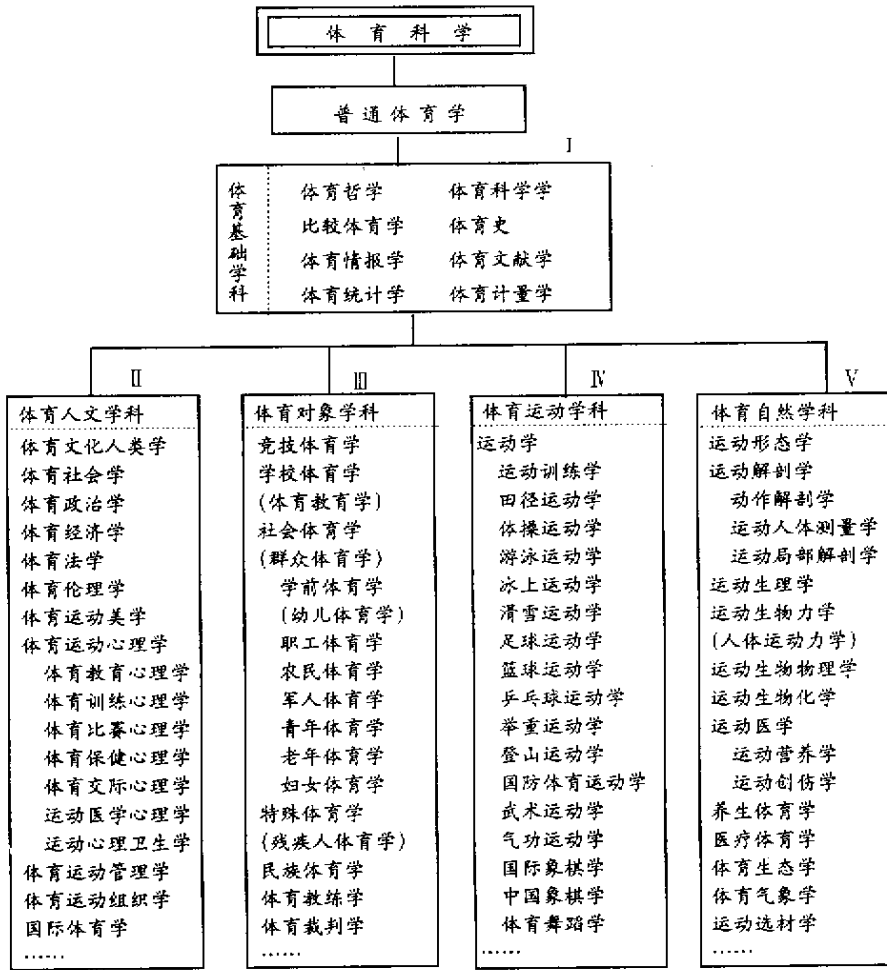 体育科学
普通体育学
I
体育基础学科
体育哲学 体育科学学
比较体育学 体育史
体育情报学 体育文献学
体育统计学 体育计量学
II
体育人文学科
体育文化人类学
体育社会学
体育政治学
体育经济学
体育法学
体育伦理学
体育运动美学
体育运动心理学
体育教育心理学
体育训练心理学
体育比赛心理学
体育保健心理学
体育交际心理学
运动医学心理学
运动心理卫生学
体育运动管理学
体育运动组织学
国际体育学
……
III
体育对象学科
竞技体育学
学校体育学
(体育教育学)
社会体育学
(群众体育学)
学前体育学
(幼儿体育学)
职工体育学
农民体育学
军人体育学
青年体育学
老年体育学
妇女体育学
特殊体育学
(残疾人体育学)
民族体育学
体育教练学
体育裁判学
……
IV
体育运动学科
运动学
运动训练学
田径运动学
体操运动学
游泳运动学
冰上运动学
滑雪运动学
足球运动学
篮球运动学
乒乓球运动学
举重运动学
登山运动学
国防体育运动学
武术运动学
气功运动学
国际象棋学
中国象棋学
体育舞蹈学
……
V
体育自然学科
运动形态学
运动解剖学
动作解剖学
运动人体测量学
运动局部解剖学
运动生理学
运动生物力学
(人体运动力学)
运动生物物理学
运动生物化学
运动医学
运动营养学
运动创伤学
养生体育学
医疗体育学
体育生态学
体育气象学
运动选材学
……